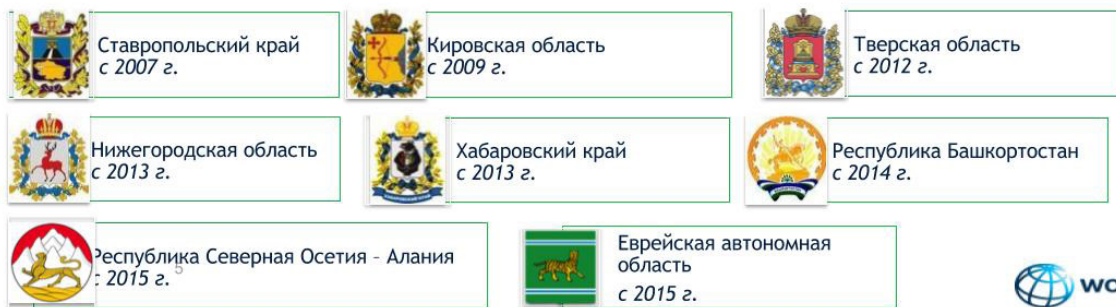 Ставропольский край
с 2007 г.
Кировская область
с 2009 г.
Тверская область
с 2012 г.
Нижегородская область
с 2013 г.
Хабаровский край
с 2013 г.
Республика Башкортостан
с 2014 г.
Республика Северная Осетия – Алания
с 2015 г.
5
Еврейская автономная
область
с 2015 г.